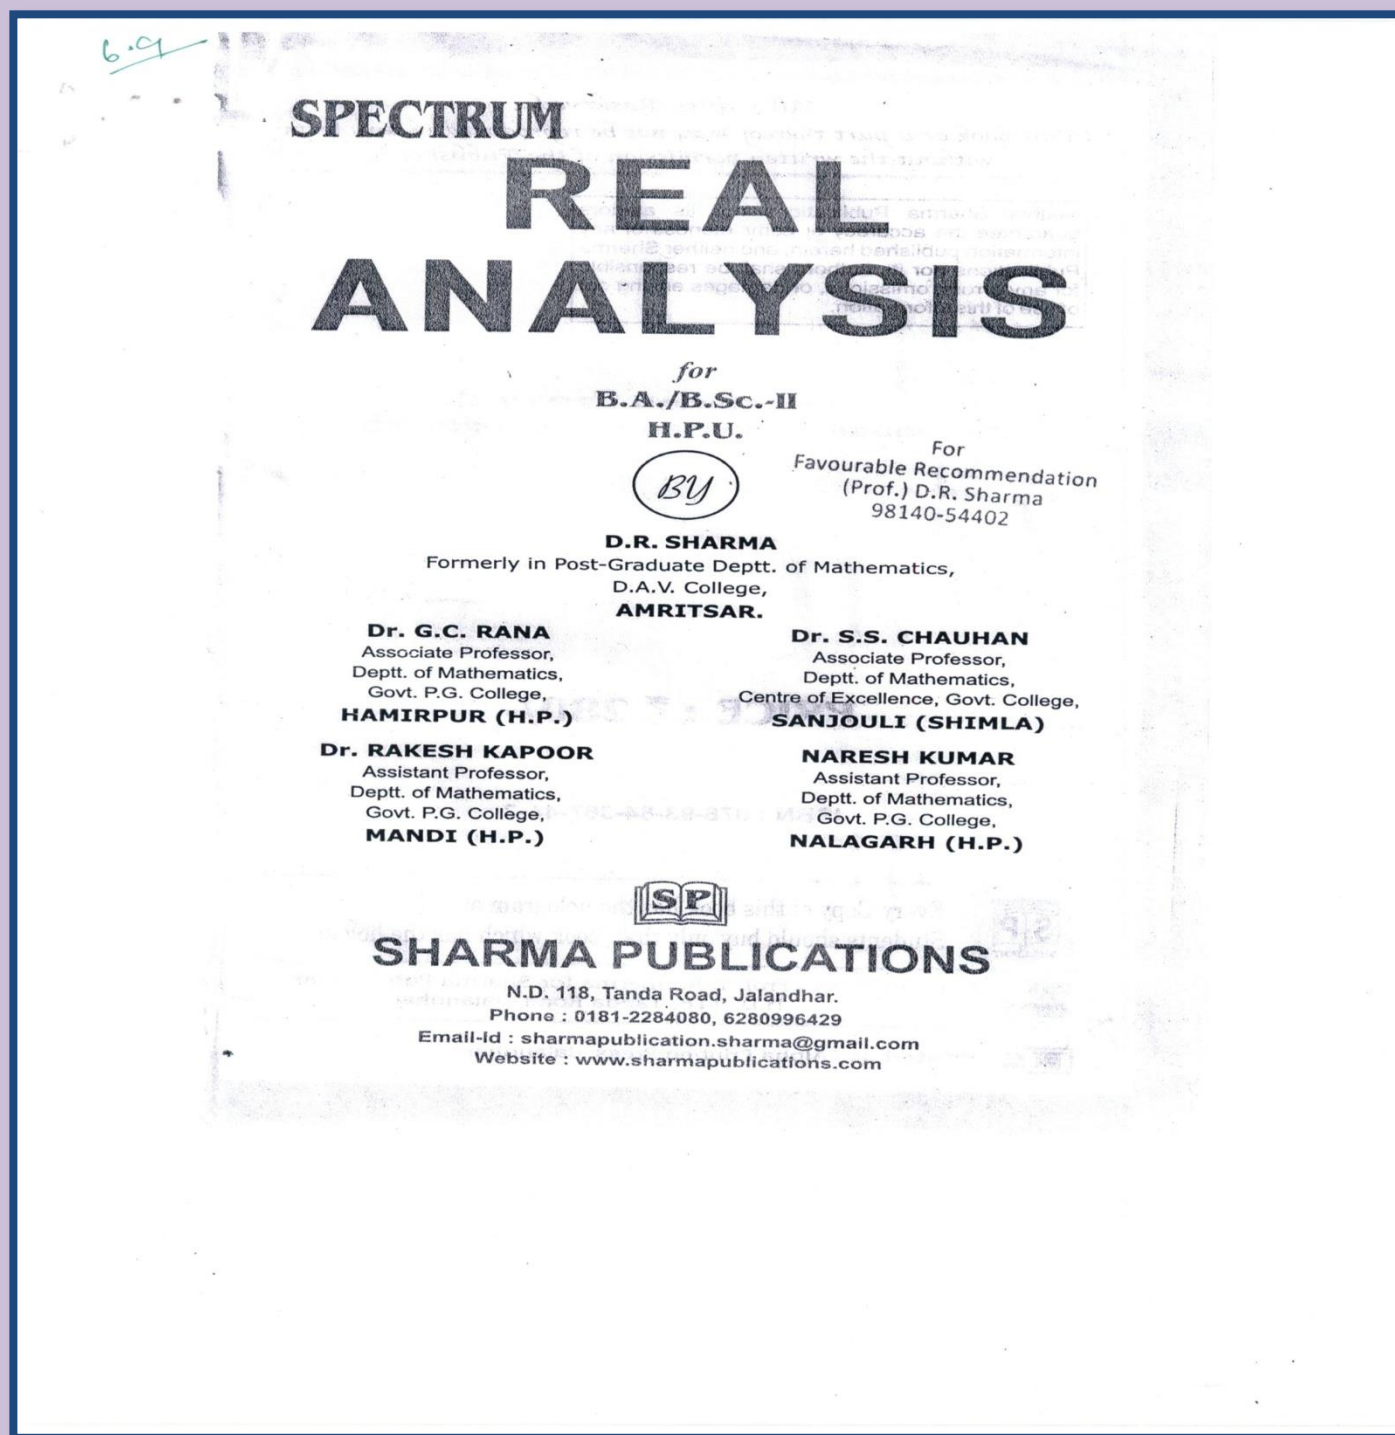 6.9
SPECTRUM
REAL
ANALYSIS
for
B.A./B.Sc.-II
H.P.U.
BY
For
Favourable Recommendation
(Prof.) D.R. Sharma
98140-54402
D.R. SHARMA
Formerly in Post-Graduate Deptt. of Mathematics,
D.A.V. College,
AMRITSAR.
Dr. G.C. RANA
Associate Professor,
Deptt. of Mathematics,
Govt. P.G. College,
HAMIRPUR (H.P.)
Dr. S.S. CHAUHAN
Associate Professor,
Deptt. of Mathematics,
Centre of Excellence, Govt. College,
SANJOULI (SHIMLA)
Dr. RAKESH KAPOOR
Assistant Professor,
Deptt. of Mathematics,
Govt. P.G. College,
MANDI (H.P.)
NARESH KUMAR
Assistant Professor,
Deptt. of Mathematics,
Govt. P.G. College,
NALAGARH (H.P.)
SP
SHARMA PUBLICATIONS
N.D. 118, Tanda Road, Jalandhar.
Phone : 0181-2284080, 6280996429
Email-Id : sharmapublication.sharma@gmail.com
Website : www.sharmapublications.com